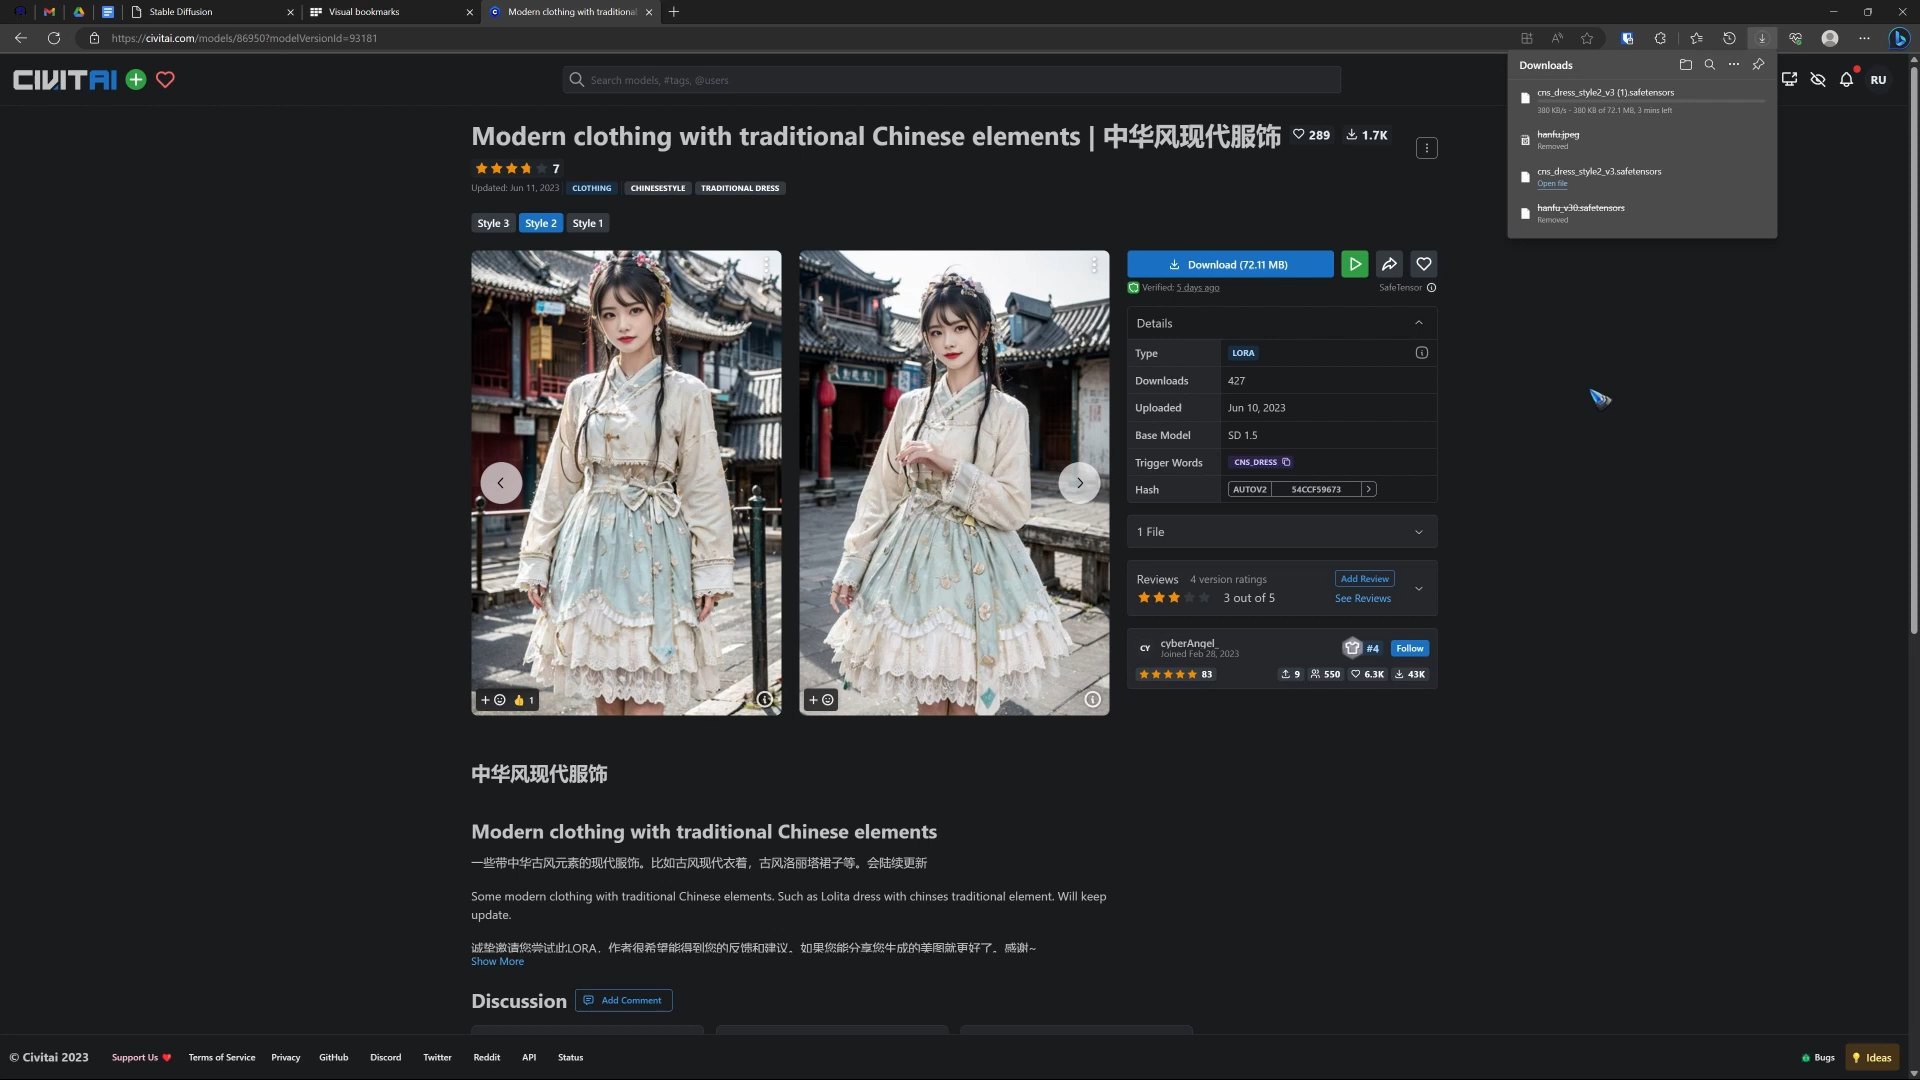 Stable Diffusion
Visual bookmarks
Modern clothing with traditional
https://civitai.com/models/86950?modelVersionId=93181
CIVITAI
Search models, #tags, @users
RU
Downloads
cns_dress_style2_v3 (1).safetensors
380 KB/s - 380 KB of 72.1 MB, 3 mins left
hanfu.jpeg
Removed
cns_dress_style2_v3.safetensors
Open file
hanfu_v30.safetensors
Removed
Modern clothing with traditional Chinese elements | 中华风现代服饰 289 1.7K
7
Updated: Jun 11, 2023 CLOTHING CHINESESTYLE TRADITIONAL DRESS
Style 3 Style 2 Style 1
Download (72.11 MB)
Verified: 5 days ago SafeTensor
Details
Type LORA
Downloads 427
Uploaded Jun 10, 2023
Base Model SD 1.5
Trigger Words CNS_DRESS
Hash AUTOV2 54CCF59673
1 File
Reviews 4 version ratings Add Review
3 out of 5 See Reviews
CY cyberAngel_ #4 Follow
Joined Feb 28, 2023
83 9 550 6.3K 43K
1
中华风现代服饰
Modern clothing with traditional Chinese elements
一些带中华古风元素的现代服饰。比如古风现代衣着，古风洛丽塔裙子等。会陆续更新
Some modern clothing with traditional Chinese elements. Such as Lolita dress with chinses traditional element. Will keep
update.
诚挚邀请您尝试此LORA，作者很希望能得到您的反馈和建议。如果您能分享您生成的美图就更好了。感谢~
Show More
Discussion Add Comment
© Civitai 2023 Support Us Terms of Service Privacy GitHub Discord Twitter Reddit API Status Bugs Ideas